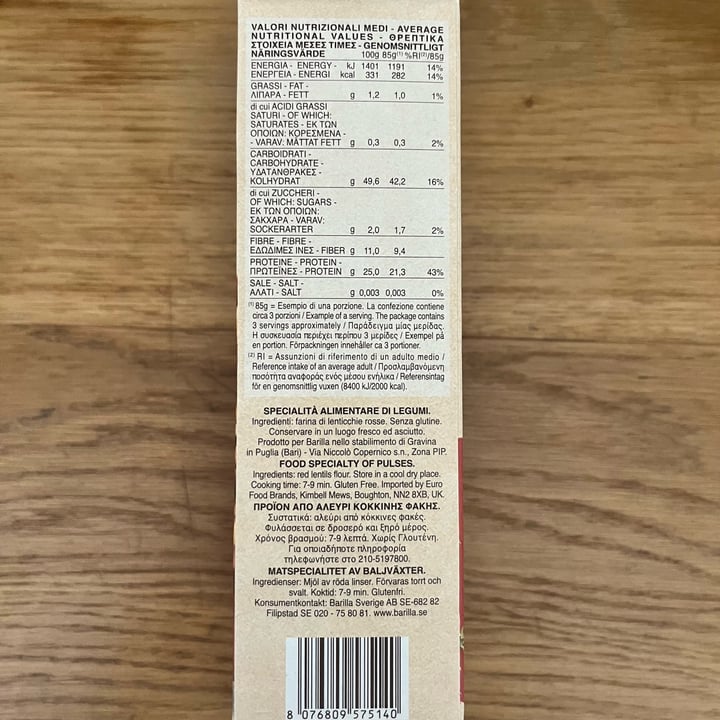 VALORI NUTRIZIONALI MEDI - AVERAGE
NUTRITIONAL VALUES - ΘΡΕΠΤΙΚΑ
ΣΤΟΙΧΕΙΑ ΜΕΣΕΣ ΤΙΜΕΣ - GENOMSNITTLIGT
NÄRINGSVÄRDE 100g 85g⁽¹⁾ %RI⁽²⁾/85g
ENERGIA - ENERGY- kJ 1401 1191 14%
ΕΝΕΡΓΕΙΑ - ENERGI kcal 331 282 14%
GRASSI - FAT -
ΛΙΠΑΡΑ - FETT g 1,2 1,0 1%
di cui ACIDI GRASSI
SATURI - OF WHICH:
SATURATES - ΕΚ ΤΩΝ
ΟΠΟΙΩΝ: ΚΟΡΕΣΜΕΝΑ -
- VARAV: MÄTTAT FETT g 0,3 0,3 2%
CARBOIDRATI -
CARBOHYDRATE -
ΥΔΑΤΑΝΘΡΑΚΕΣ -
KOLHYDRAT g 49,6 42,2 16%
di cui ZUCCHERI -
OF WHICH: SUGARS -
ΕΚ ΤΩΝ ΟΠΟΙΩΝ:
ΣΑΚΧΑΡΑ - VARAV:
SOCKERARTER g 2,0 1,7 2%
FIBRE - FIBRE -
ΕΔΩΔΙΜΕΣ ΙΝΕΣ - FIBER g 11,0 9,4
PROTEINE - PROTEIN -
ΠΡΩΤΕΪΝΕΣ - PROTEIN g 25,0 21,3 43%
SALE - SALT -
ΑΛΑΤΙ - SALT g 0,003 0,003 0%
⁽¹⁾ 85g = Esempio di una porzione. La confezione contiene
circa 3 porzioni / Example of a serving. The package contains
3 servings approximately / Παράδειγμα μίας μερίδας.
Η συσκευασία περιέχει περίπου 3 μερίδες / Exempel på
en portion. Förpackningen innehåller ca 3 portioner.
⁽²⁾ RI = Assunzioni di riferimento di un adulto medio /
Reference intake of an average adult / Προσλαμβανόμενη
ποσότητα αναφοράς ενός μέσου ενήλικα / Referensintag
för en genomsnittlig vuxen (8400 kJ/2000 kcal).
SPECIALITÀ ALIMENTARE DI LEGUMI.
Ingredienti: farina di lenticchie rosse. Senza glutine.
Conservare in un luogo fresco ed asciutto.
Prodotto per Barilla nello stabilimento di Gravina
in Puglia (Bari) - Via Niccolò Copernico s.n., Zona PIP.
FOOD SPECIALTY OF PULSES.
Ingredients: red lentils flour. Store in a cool dry place.
Cooking time: 7-9 min. Gluten Free. Imported by Euro
Food Brands, Kimbell Mews, Boughton, NN2 8XB, UK.
ΠΡΟΪΟΝ ΑΠΟ ΑΛΕΥΡΙ ΚΟΚΚΙΝΗΣ ΦΑΚΗΣ.
Συστατικά: αλεύρι από κόκκινες φακές.
Φυλάσσεται σε δροσερό και ξηρό μέρος.
Χρόνος βρασμού: 7-9 λεπτά. Χωρίς Γλουτένη.
Για οποιαδήποτε πληροφορία
τηλεφωνήστε στο 210-5197800.
MATSPECIALITET AV BALJVÄXTER.
Ingredienser: Mjöl av röda linser. Förvaras torrt och
svalt. Koktid: 7-9 min. Glutenfri.
Konsumentkontakt: Barilla Sverige AB SE-682 82
Filipstad SE 020 - 75 80 81. www.barilla.se
8 076809 575140